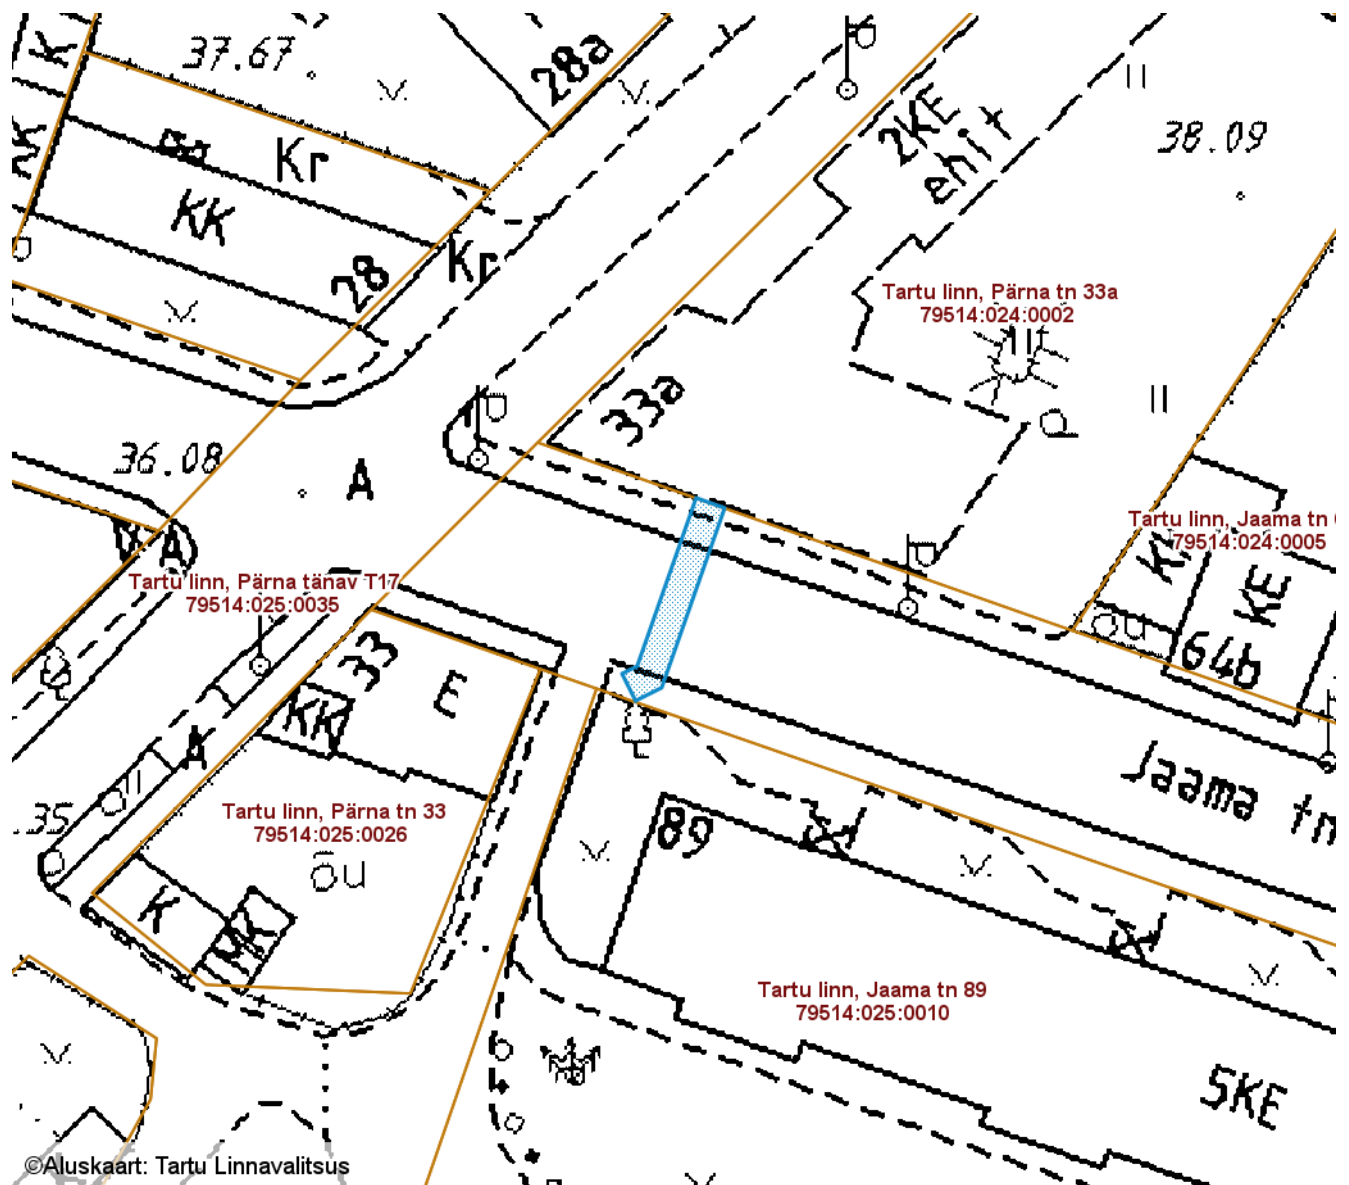 37.67
28a
K
2KE
ehit
38.09
Kr
KK
28
Kr
Tartu linn, Pärna tn 33a
79514:024:0002
33a
36.08
A
Tartu linn, Jaama tn
79514:024:0005
A
Tartu linn, Pärna tänav T17
79514:025:0035
KE
õu
64b
33
E
KK
A
Jaama tn
.35
Tartu linn, Pärna tn 33
79514:025:0026
89
õu
K
MK
Tartu linn, Jaama tn 89
79514:025:0010
5KE
©Aluskaart: Tartu Linnavalitsus